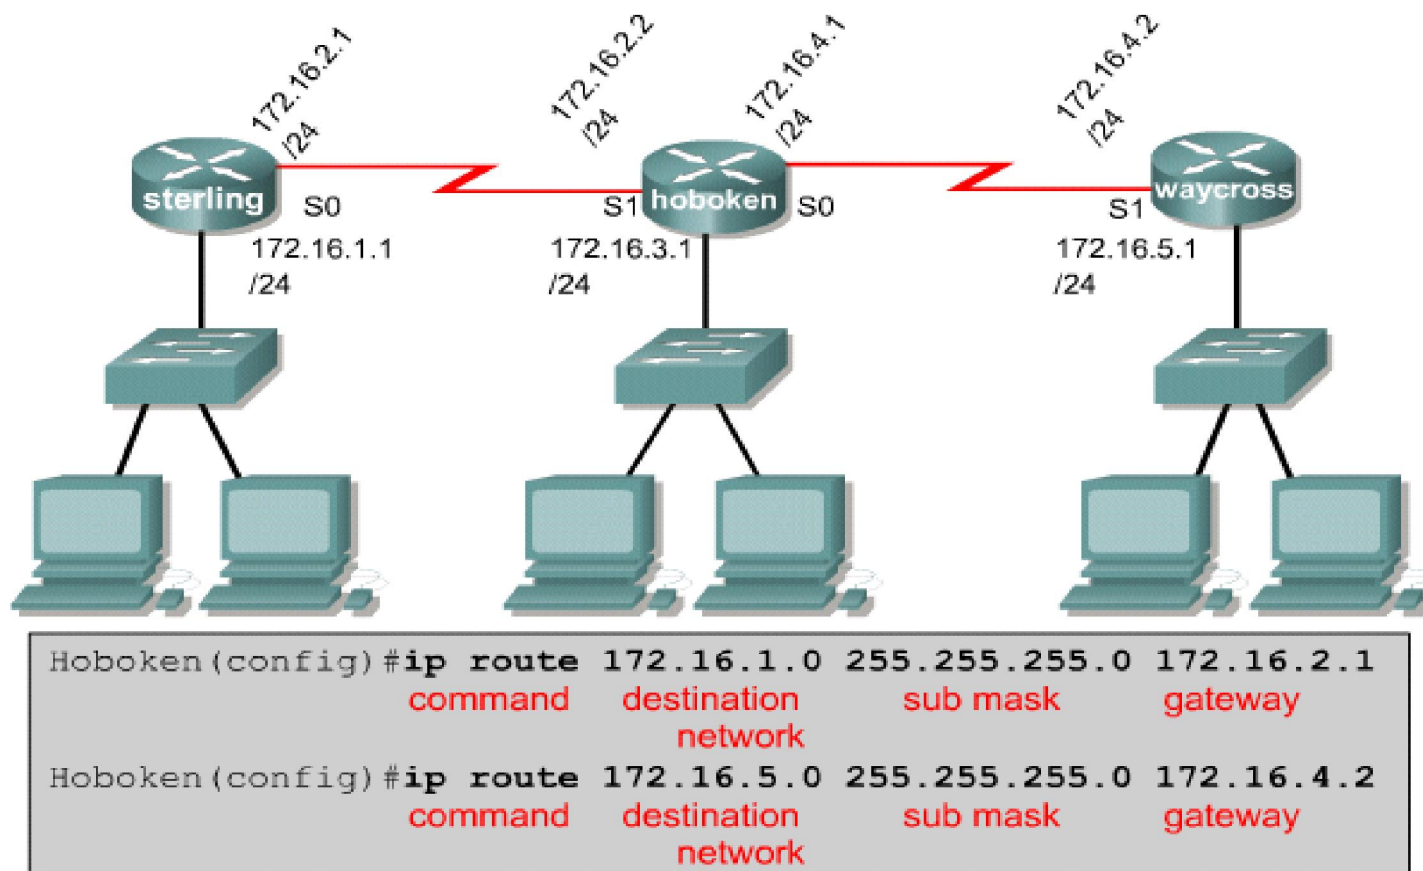 172.16.2.1
/24
172.16.2.2
/24
172.16.4.1
/24
172.16.4.2
/24
sterling
S0
S1
hoboken
S0
S1
waycross
172.16.1.1
/24
172.16.3.1
/24
172.16.5.1
/24
Hoboken(config)#ip route 172.16.1.0 255.255.255.0 172.16.2.1
command destination sub mask gateway
network
Hoboken(config)#ip route 172.16.5.0 255.255.255.0 172.16.4.2
command destination sub mask gateway
network